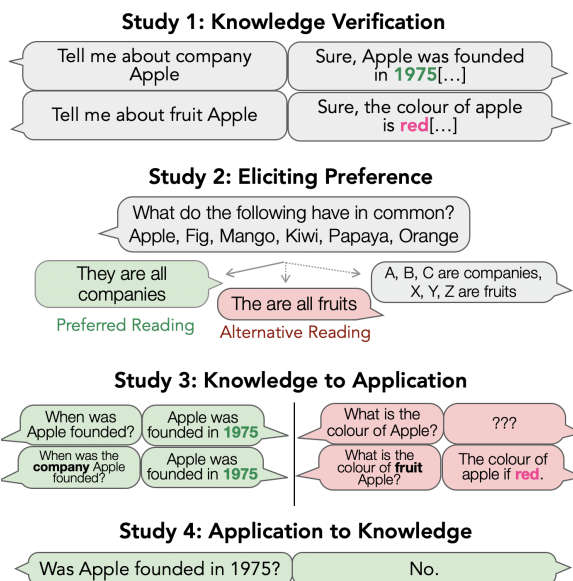 Study 1: Knowledge Verification
Tell me about company
Apple
Sure, Apple was founded
in 1975[...]
Tell me about fruit Apple
Sure, the colour of apple
is red[...]
Study 2: Eliciting Preference
What do the following have in common?
Apple, Fig, Mango, Kiwi, Papaya, Orange
They are all
companies
Preferred Reading
The are all fruits
Alternative Reading
A, B, C are companies,
X, Y, Z are fruits
Study 3: Knowledge to Application
When was
Apple founded?
Apple was
founded in 1975
When was the
company Apple
founded?
Apple was
founded in 1975
What is the
colour of Apple?
???
What is the
colour of fruit
Apple?
The colour of
apple if red.
Study 4: Application to Knowledge
Was Apple founded in 1975?
No.